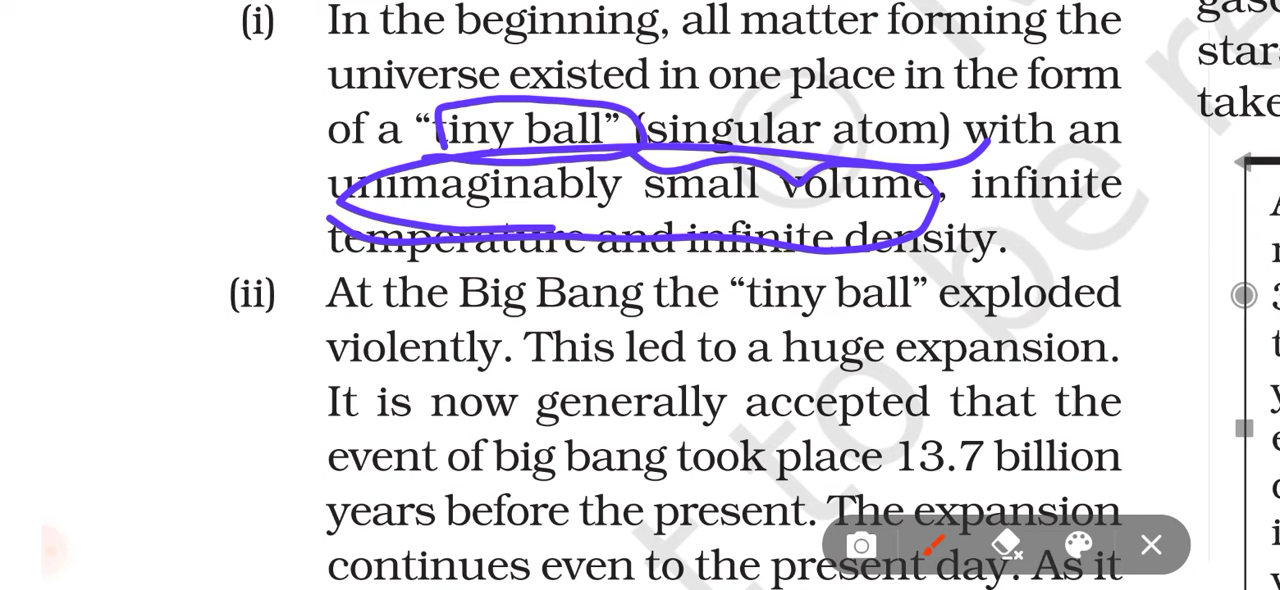 (i) In the beginning, all matter forming the
universe existed in one place in the form
of a “tiny ball” (singular atom) with an
unimaginably small volume, infinite
temperature and infinite density.
(ii) At the Big Bang the “tiny ball” exploded
violently. This led to a huge expansion.
It is now generally accepted that the
event of big bang took place 13.7 billion
years before the present. The expansion
continues even to the present day. As it
take
to be